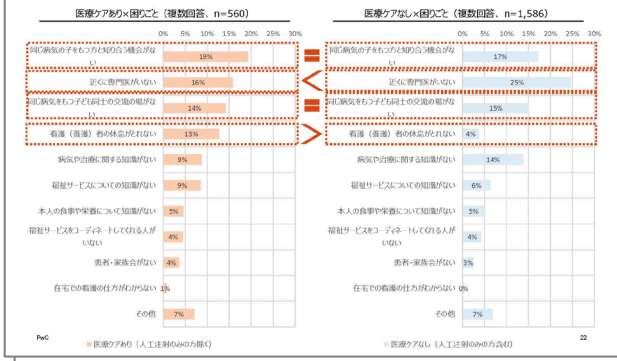 医療ケアあり×困りごと（複数回答、n=560）
0% 5% 10% 15% 20% 25% 30%
同じ病気の子をもつ方と知り合う機会がな
い
19%
近くに専門医がいない
16%
同じ病気をもつ子ども同士の交流の場がな
い
14%
看護（養護）者の休息がとれない
13%
病気や治療に関する知識がない
9%
福祉サービスについての知識がない
9%
本人の食事や栄養について知識がない
5%
福祉サービスをコーディネートしてくれる人が
いない
4%
患者・家族会がない
4%
在宅での看護の仕方がわからない
1%
その他
7%
医療ケアあり（人工注射のみの方除く）
医療ケアなし×困りごと（複数回答、n=1,586）
0% 5% 10% 15% 20% 25% 30%
同じ病気の子をもつ方と知り合う機会がな
い
17%
近くに専門医がいない
25%
同じ病気をもつ子ども同士の交流の場がな
い
15%
看護（養護）者の休息がとれない
4%
病気や治療に関する知識がない
14%
福祉サービスについての知識がない
6%
本人の食事や栄養について知識がない
5%
福祉サービスをコーディネートしてくれる人が
いない
4%
患者・家族会がない
3%
在宅での看護の仕方がわからない
0%
その他
7%
医療ケアなし（人工注射のみの方含む）
PwC
22